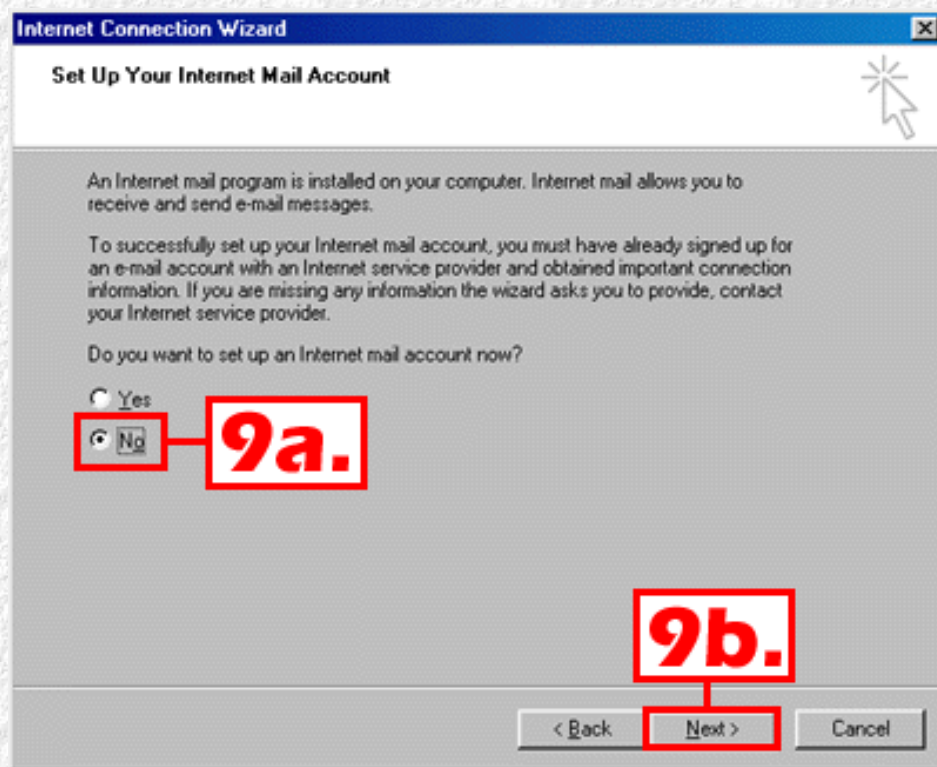 Internet Connection Wizard
Set Up Your Internet Mail Account
An Internet mail program is installed on your computer. Internet mail allows you to
receive and send e-mail messages.
To successfully set up your Internet mail account, you must have already signed up for
an e-mail account with an Internet service provider and obtained important connection
information. If you are missing any information the wizard asks you to provide, contact
your Internet service provider.
Do you want to set up an Internet mail account now?
Yes
No 9a.
9b.
< Back Next > Cancel